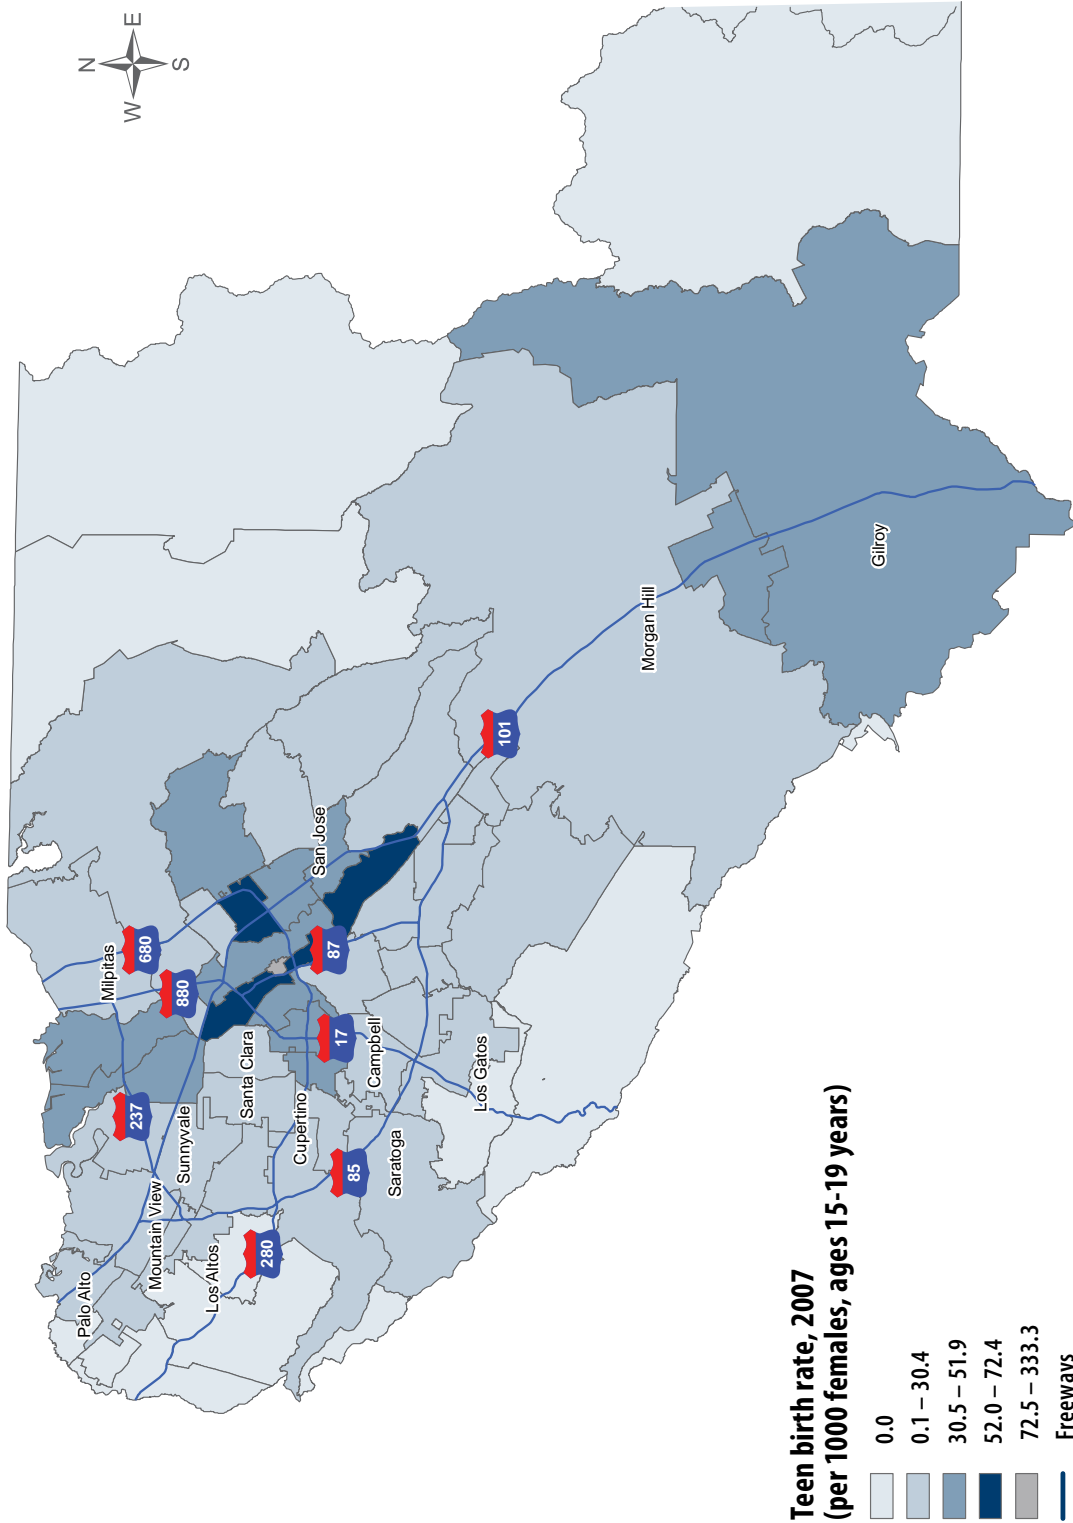 N
E
S
W
Palo Alto
Mountain View
Los Altos
Sunnyvale
Santa Clara
Cupertino
Saratoga
Campbell
Los Gatos
Milpitas
San Jose
Morgan Hill
Gilroy
237
880
680
280
85
17
87
101
Teen birth rate, 2007
(per 1000 females, ages 15-19 years)
0.0
0.1 – 30.4
30.5 – 51.9
52.0 – 72.4
72.5 – 333.3
Freeways